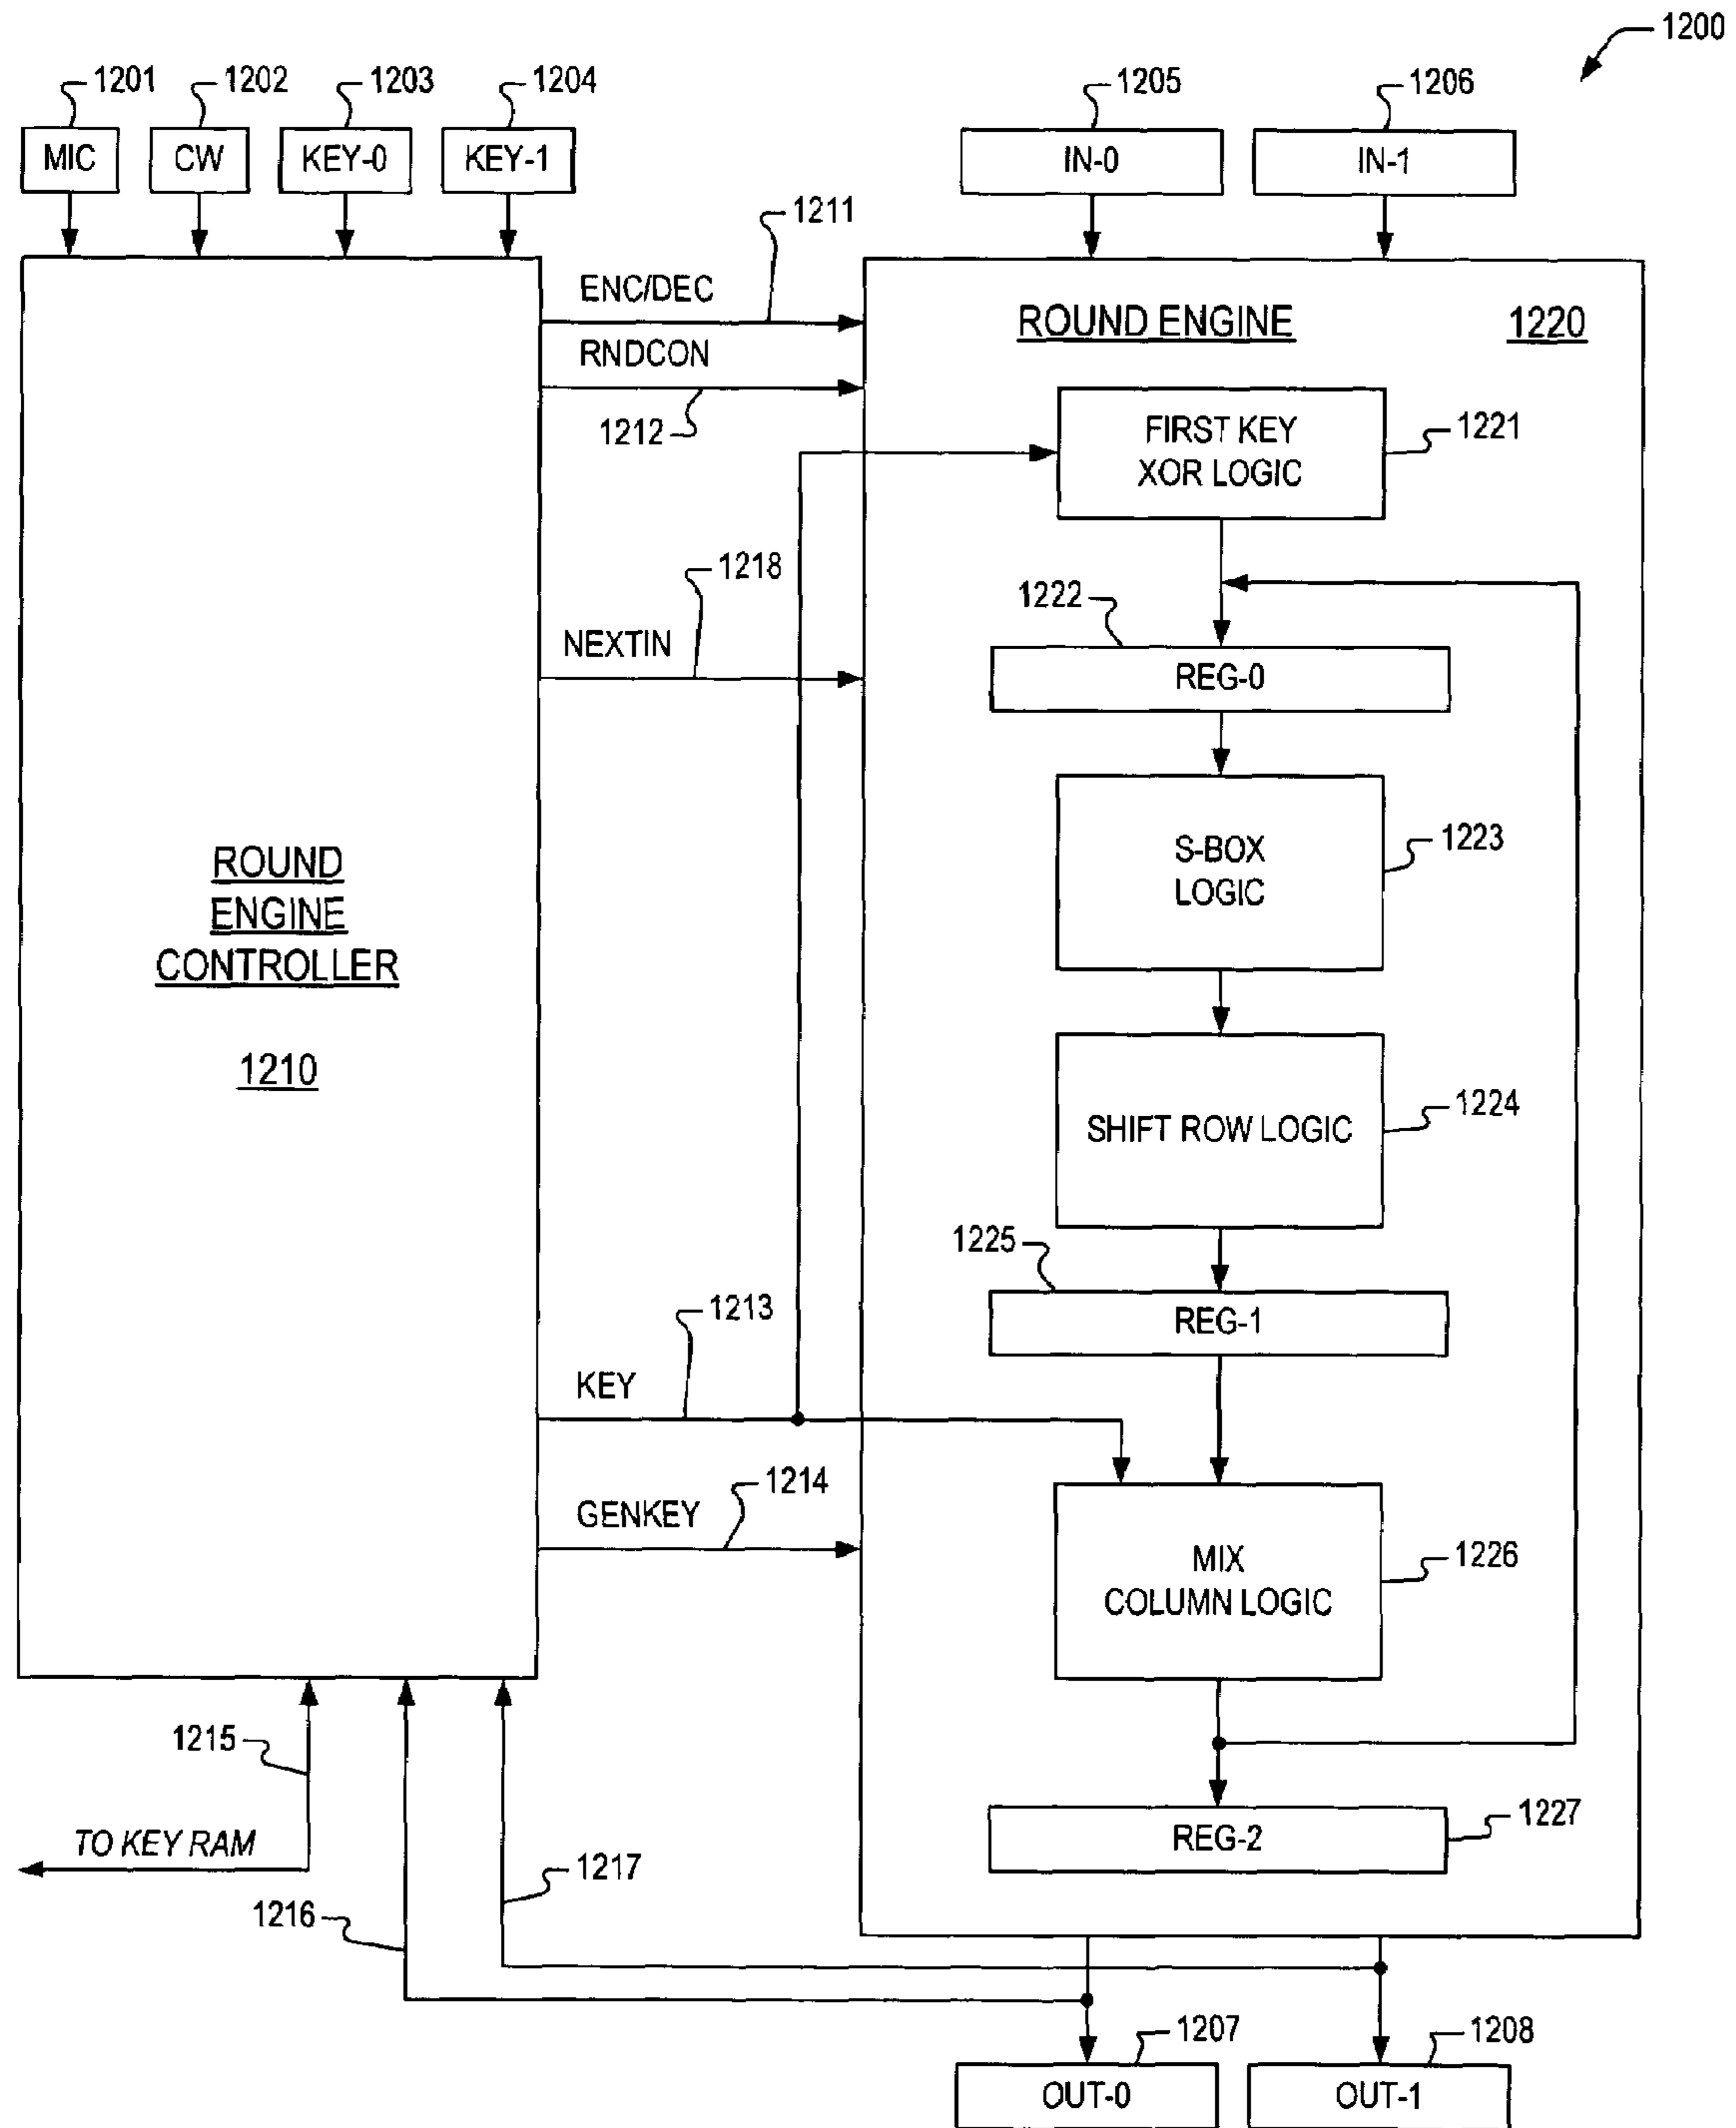 1200
1201
1202
1203
1204
1205
1206
MIC
CW
KEY-0
KEY-1
IN-0
IN-1
1211
ENC/DEC
ROUND ENGINE
1220
RNDCON
1212
FIRST KEY
XOR LOGIC
1221
1218
1222
NEXTIN
REG-0
S-BOX
LOGIC
1223
ROUND
ENGINE
CONTROLLER
1210
SHIFT ROW LOGIC
1224
1225
1213
REG-1
KEY
1214
GENKEY
MIX
COLUMN LOGIC
1226
1215
TO KEY RAM
REG-2
1227
1217
1216
1207
1208
OUT-0
OUT-1